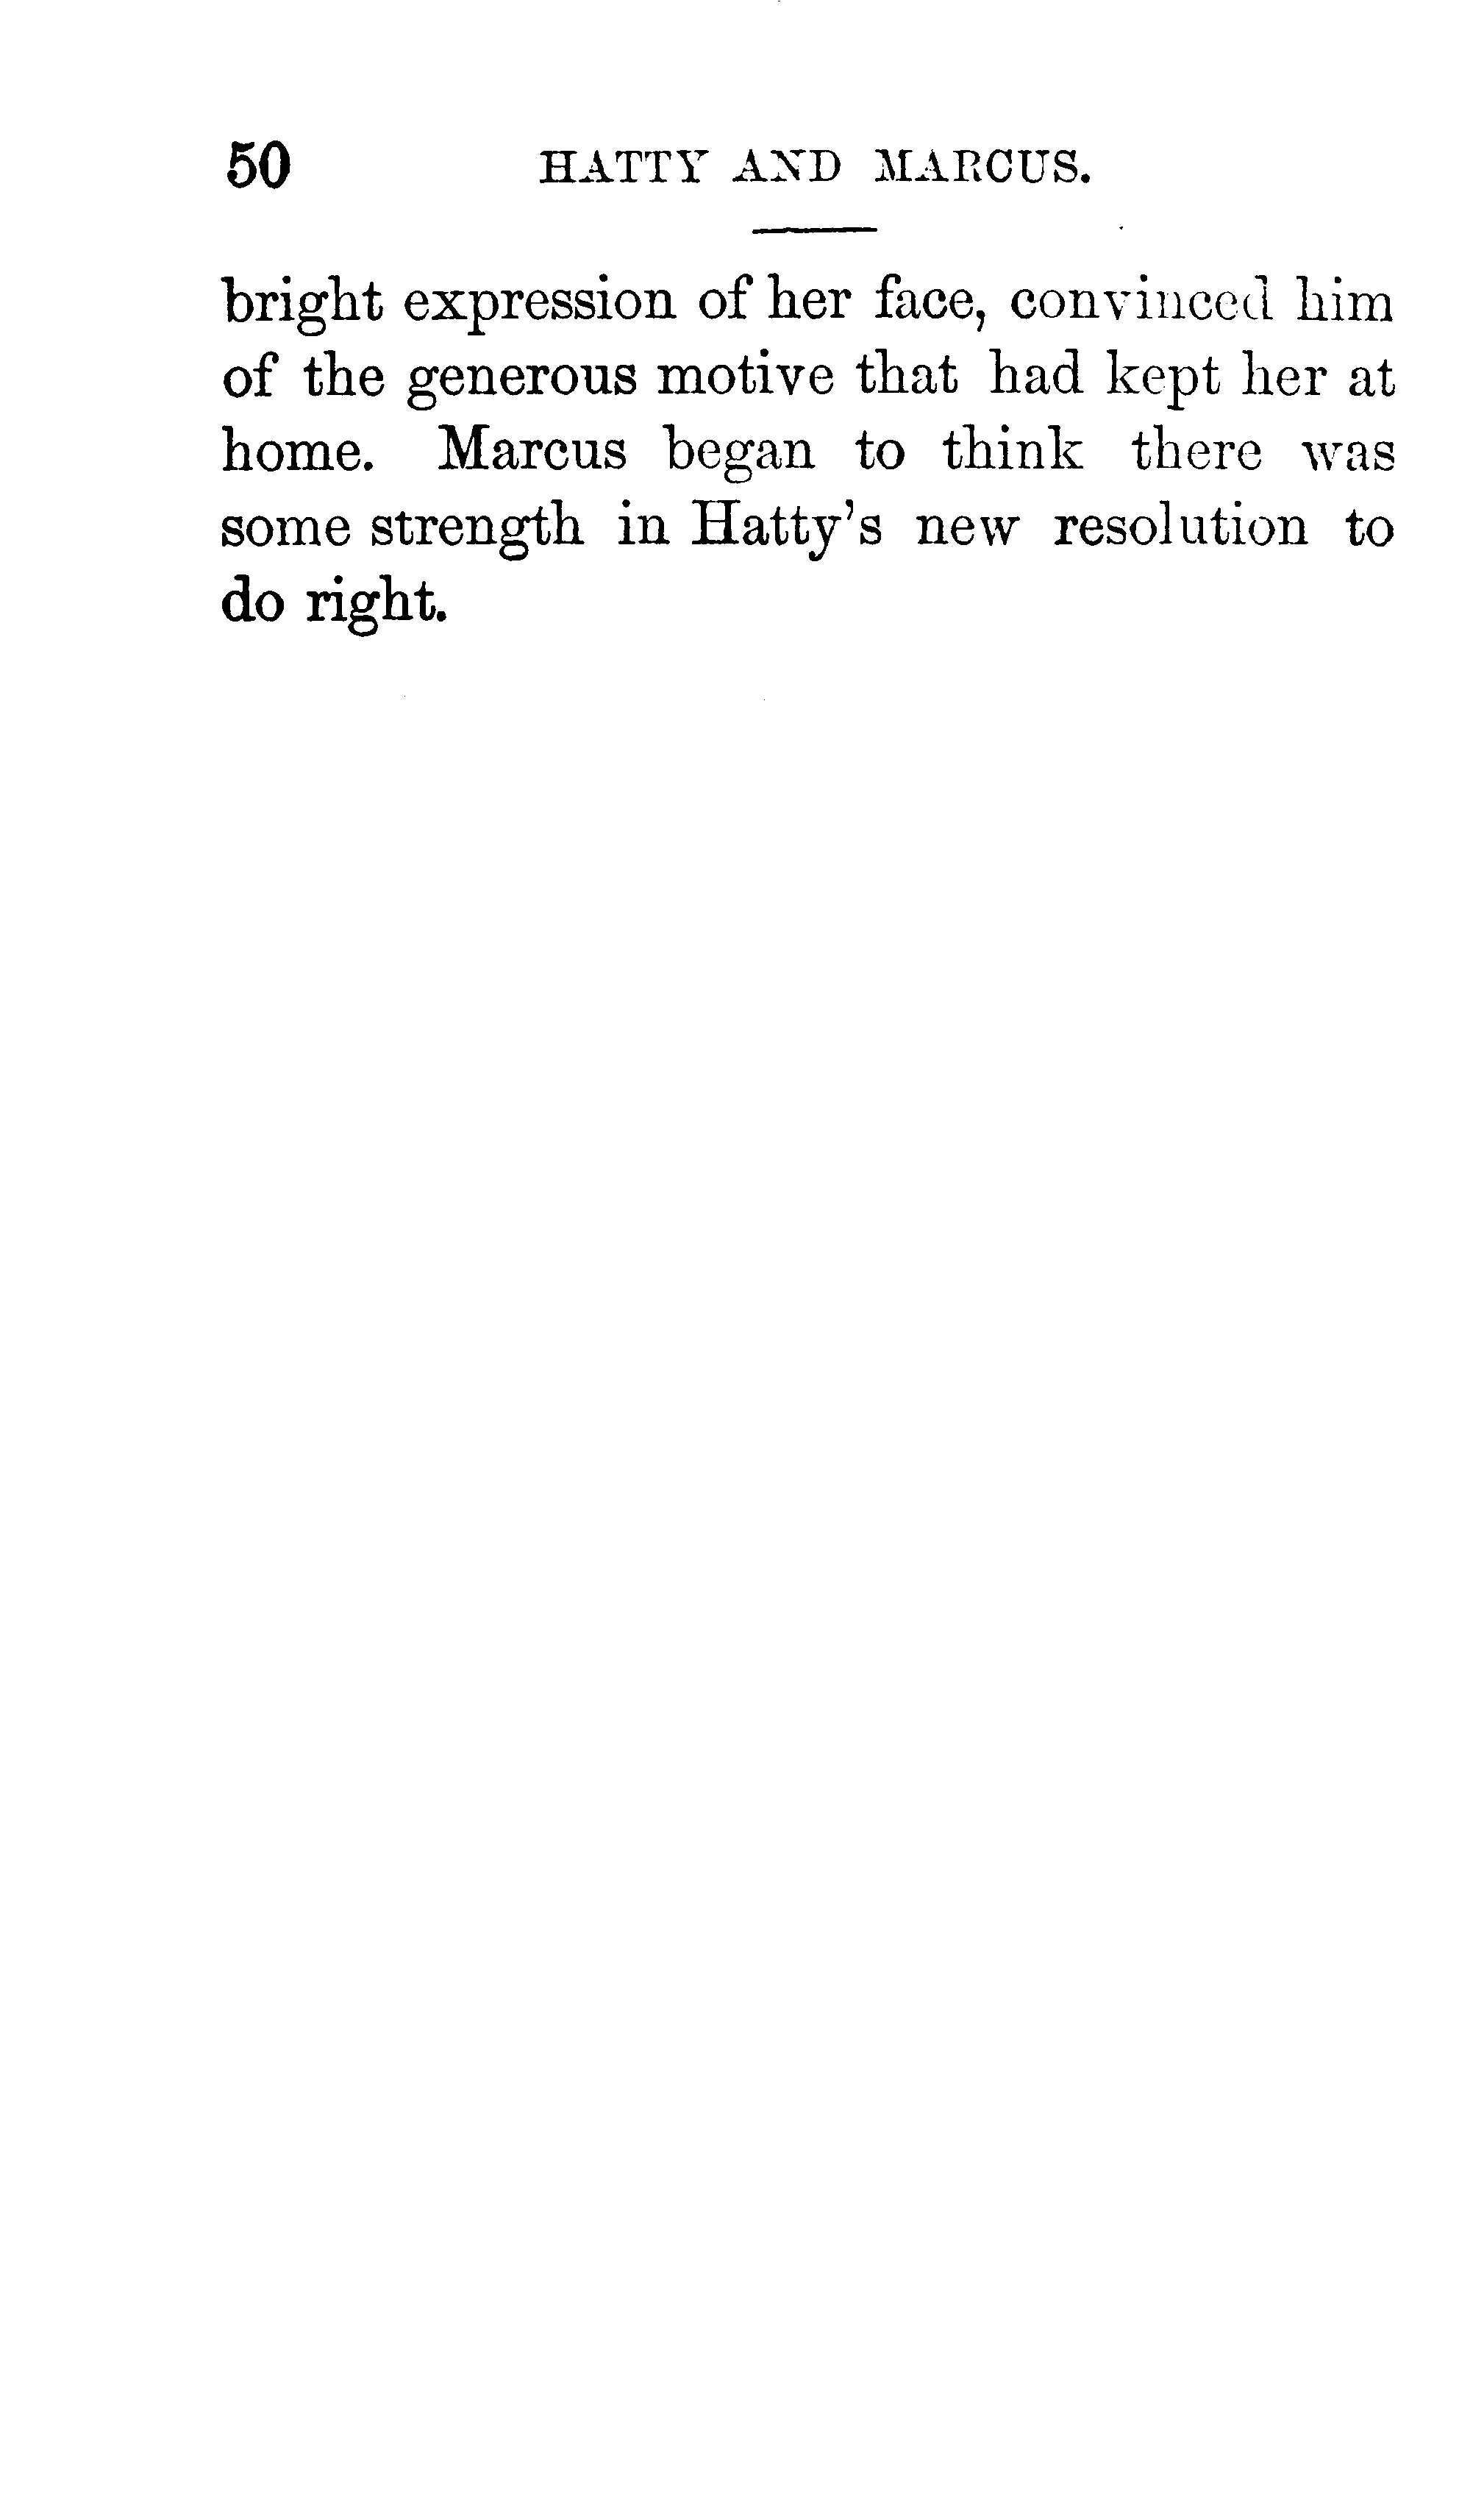 50 HATTY AND MARCUS.
bright expression of her face, convinced him
of the generous motive that had kept her at
home. Marcus began to think there was
some strength in Hatty's new resolution to
do right.